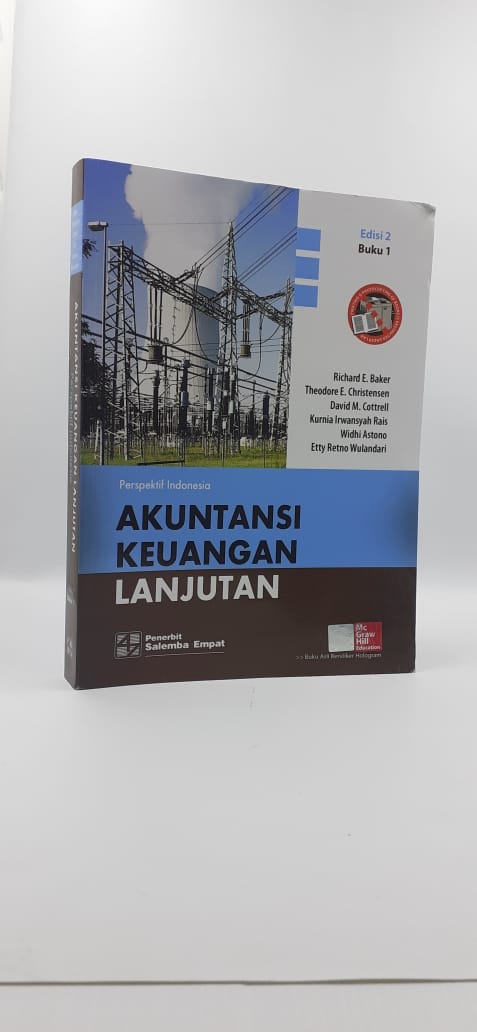 Edisi 2
Buku 1
Richard E. Baker
Theodore E. Christensen
David M. Cottrell
Kurnia Irwansyah Rais
Widhi Astono
Etty Retno Wulandari
Perspektif Indonesia
AKUNTANSI
KEUANGAN
LANJUTAN
Penerbit
Salemba Empat
Mc
Graw
Hill
Education
>> Buku Asli Berstiker Hologram
AKUNTANSI KEUANGAN LANJUTAN